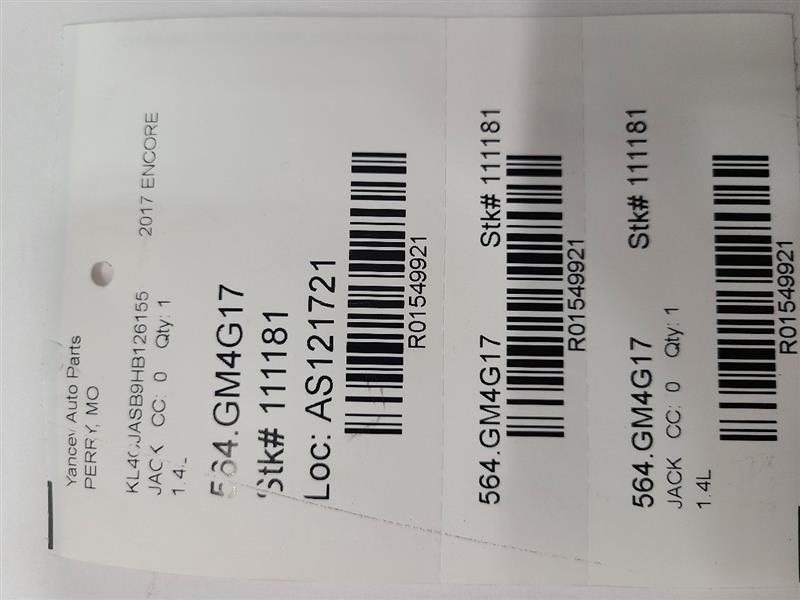 Yancey Auto Parts
PERRY, MO
KL4CJASB9HB126155 2017 ENCORE
JACK CC: 0 Qty: 1
1.4L
564.GM4G17
Stk# 111181
Loc: AS121721
R01549921
564.GM4G17 Stk# 111181
R01549921
564.GM4G17 Stk# 111181
JACK CC: 0 Qty: 1
1.4L
R01549921